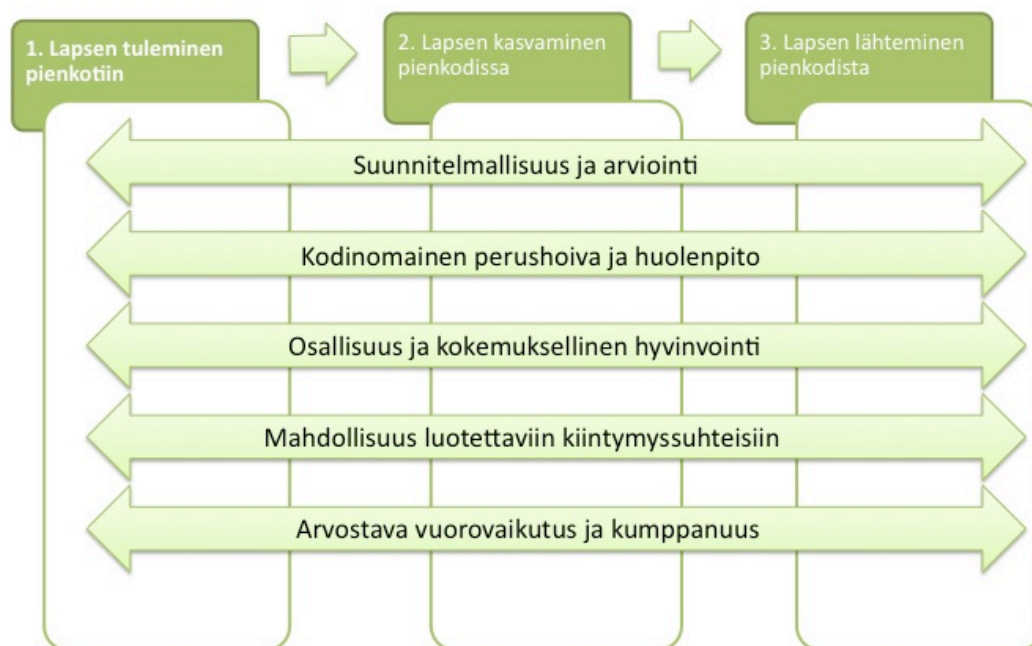 1. Lapsen tuleminen
pienkotiin
2. Lapsen kasvaminen
pienkodissa
3. Lapsen lähteminen
pienkodista
Suunnitelmallisuus ja arviointi
Kodinomainen perushoiva ja huolenpito
Osallisuus ja kokemuksellinen hyvinvointi
Mahdollisuus luotettaviin kiintymyssuhteisiin
Arvostava vuorovaikutus ja kumppanuus